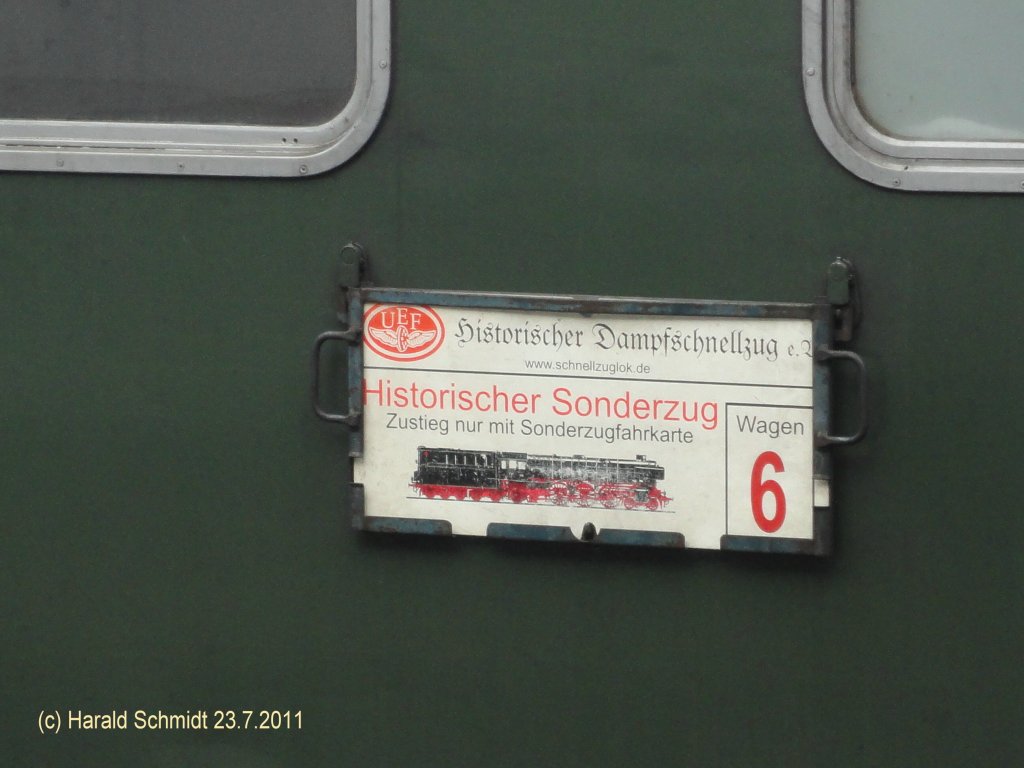 UEF
Historischer Dampfschnellzug e.V
www.schnellzuglok.de
Historischer Sonderzug
Zustieg nur mit Sonderzugfahrkarte
Wagen
6
(c) Harald Schmidt 23.7.2011